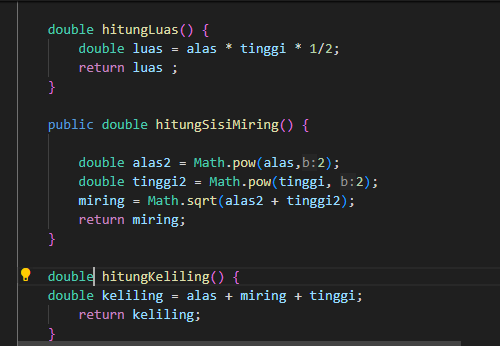 double hitungLuas() {
double luas = alas * tinggi * 1/2;
return luas ;
}
public double hitungSisiMiring() {
double alas2 = Math.pow(alas,b:2);
double tinggi2 = Math.pow(tinggi, b:2);
miring = Math.sqrt(alas2 + tinggi2);
return miring;
}
double hitungKeliling() {
double keliling = alas + miring + tinggi;
return keliling;
}